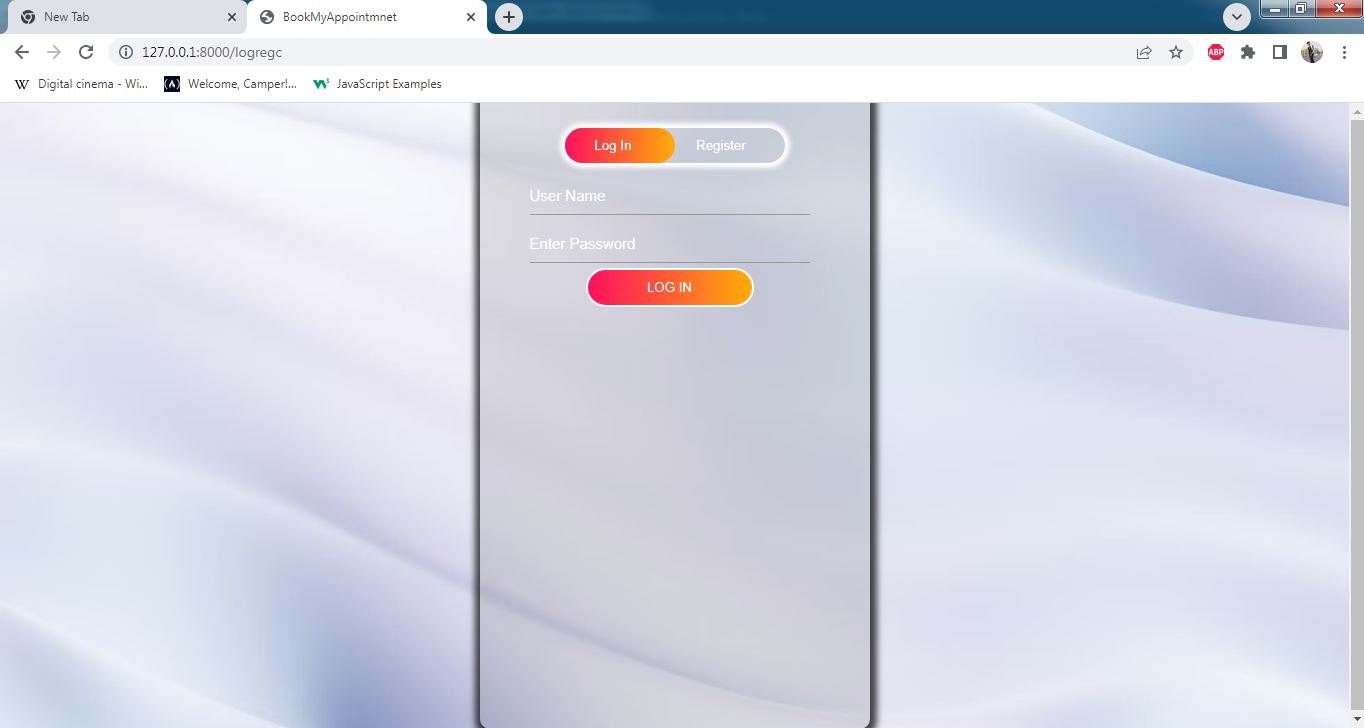 New Tab
BookMyAppointmnet
127.0.0.1:8000/logregc
ABP
W Digital cinema - Wi...
(A) Welcome, Camper!...
JavaScript Examples
Log In
Register
User Name
Enter Password
LOG IN